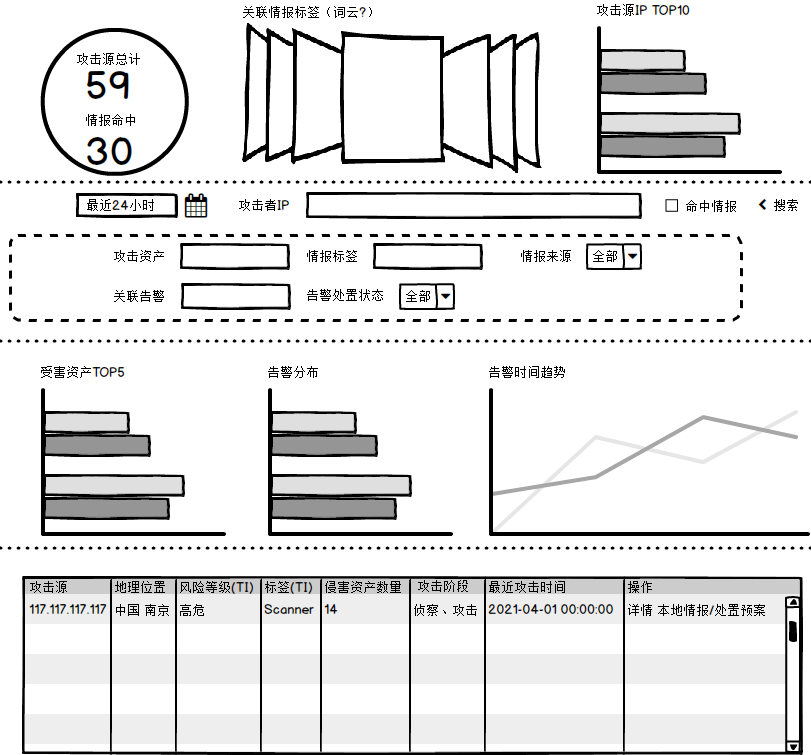 关联情报标签（词云?）
攻击源IP TOP10
攻击源总计
59
情报命中
30
最近24小时
攻击者IP
命中情报
搜索
攻击资产
情报标签
情报来源
全部
关联告警
告警处置状态
全部
受害资产TOP5
告警分布
告警时间趋势
攻击源 地理位置 风险等级(TI) 标签(TI) 侵害资产数量 攻击阶段 最近攻击时间 操作
117.117.117.117 中国 南京 高危 Scanner 14 侦察、攻击 2021-04-01 00:00:00 详情 本地情报/处置预案